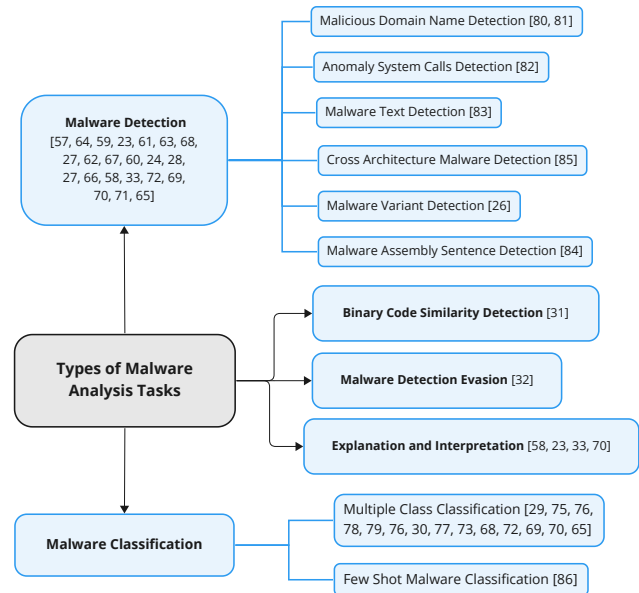 Malicious Domain Name Detection [80, 81]
Anomaly System Calls Detection [82]
Malware Detection
[57, 64, 59, 23, 61, 63, 68,
27, 62, 67, 60, 24, 28,
27, 66, 58, 33, 72, 69,
70, 71, 65]
Malware Text Detection [83]
Cross Architecture Malware Detection [85]
Malware Variant Detection [26]
Malware Assembly Sentence Detection [84]
Binary Code Similarity Detection [31]
Types of Malware
Analysis Tasks
Malware Detection Evasion [32]
Explanation and Interpretation [58, 23, 33, 70]
Malware Classification
Multiple Class Classification [29, 75, 76,
78, 79, 76, 30, 77, 73, 68, 72, 69, 70, 65]
Few Shot Malware Classification [86]